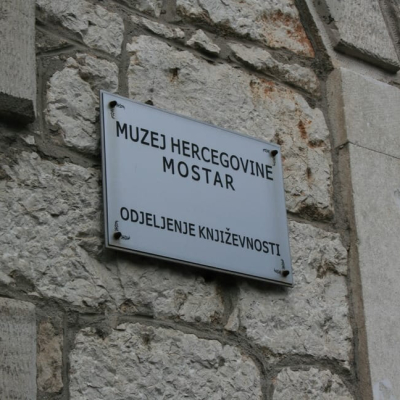 MUZEJ HERCEGOVINE
MOSTAR
ODJELJENJE KNJIŽEVNOSTI